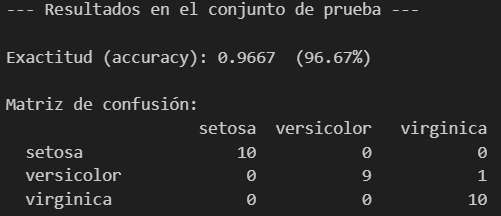 --- Resultados en el conjunto de prueba ---
Exactitud (accuracy): 0.9667  (96.67%)
Matriz de confusión:
                    setosa  versicolor  virginica
  setosa              10        0           0
  versicolor           0        9           1
  virginica            0        0          10